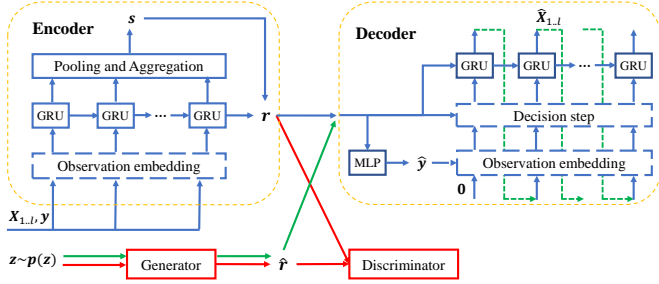 Encoder
s
Pooling and Aggregation
GRU GRU ... GRU
r
Observation embedding
X₁..ₗ, y
z~p(z)
Generator
r̂
Discriminator
Decoder
X̂₁..ₗ
GRU GRU ... GRU
Decision step
MLP
ŷ
Observation embedding
0